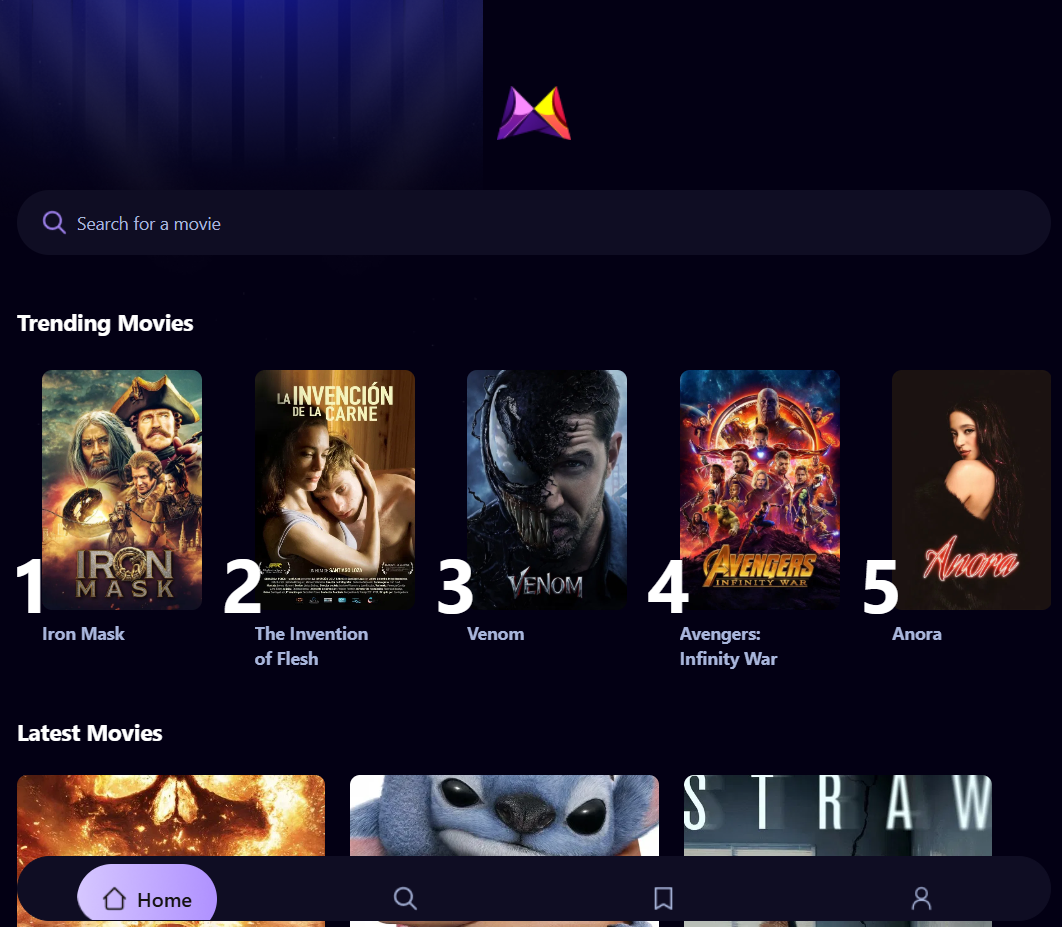 Search for a movie
Trending Movies
IRON
MASK
LA INVENCIÓN
DE LA CARNE
VENOM
AVENGERS
INFINITY WAR
Anora
1
2
3
4
5
Iron Mask
The Invention
of Flesh
Venom
Avengers:
Infinity War
Anora
Latest Movies
STRAW
Home